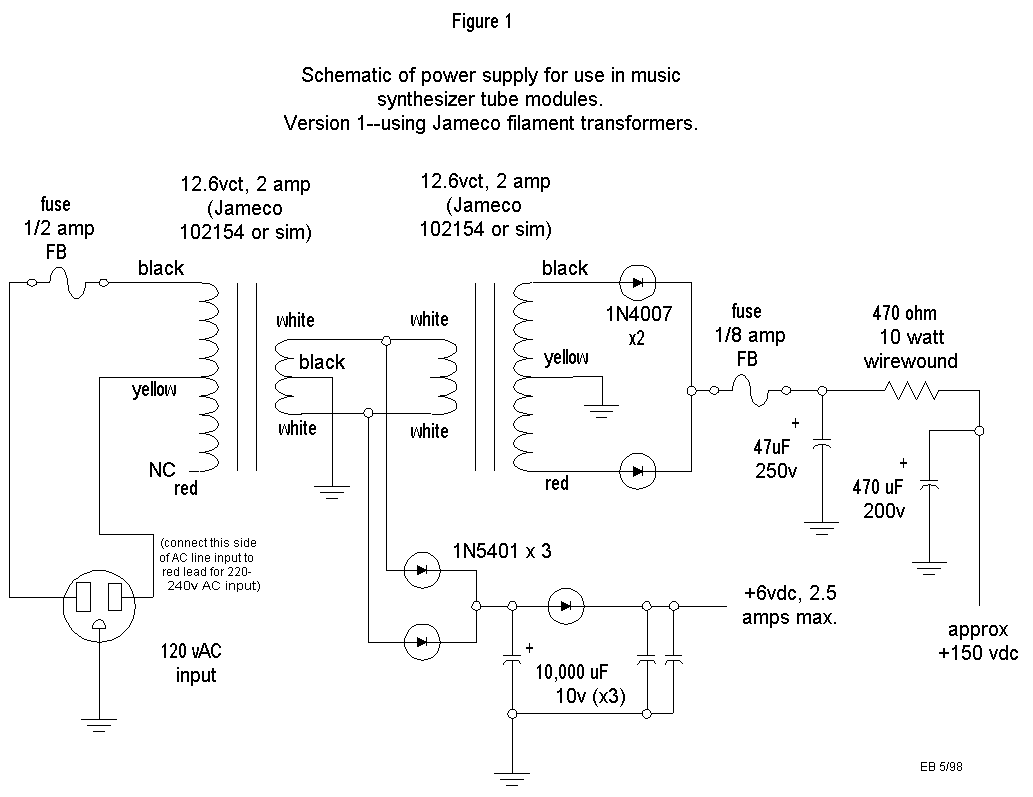 Figure 1
Schematic of power supply for use in music
synthesizer tube modules.
Version 1--using Jameco filament transformers.
fuse
1/2 amp
FB
12.6vct, 2 amp
(Jameco
102154 or sim)
12.6vct, 2 amp
(Jameco
102154 or sim)
black
yellow
NC
red
white
black
white
white
white
black
yellow
red
1N4007
x2
fuse
1/8 amp
FB
470 ohm
10 watt
wirewound
+
47uF
250v
+
470 uF
200v
(connect this side
of AC line input to
red lead for 220-
240v AC input)
120 vAC
input
1N5401 x 3
+
10,000 uF
10v (x3)
+6vdc, 2.5
amps max.
approx
+150 vdc
EB 5/98